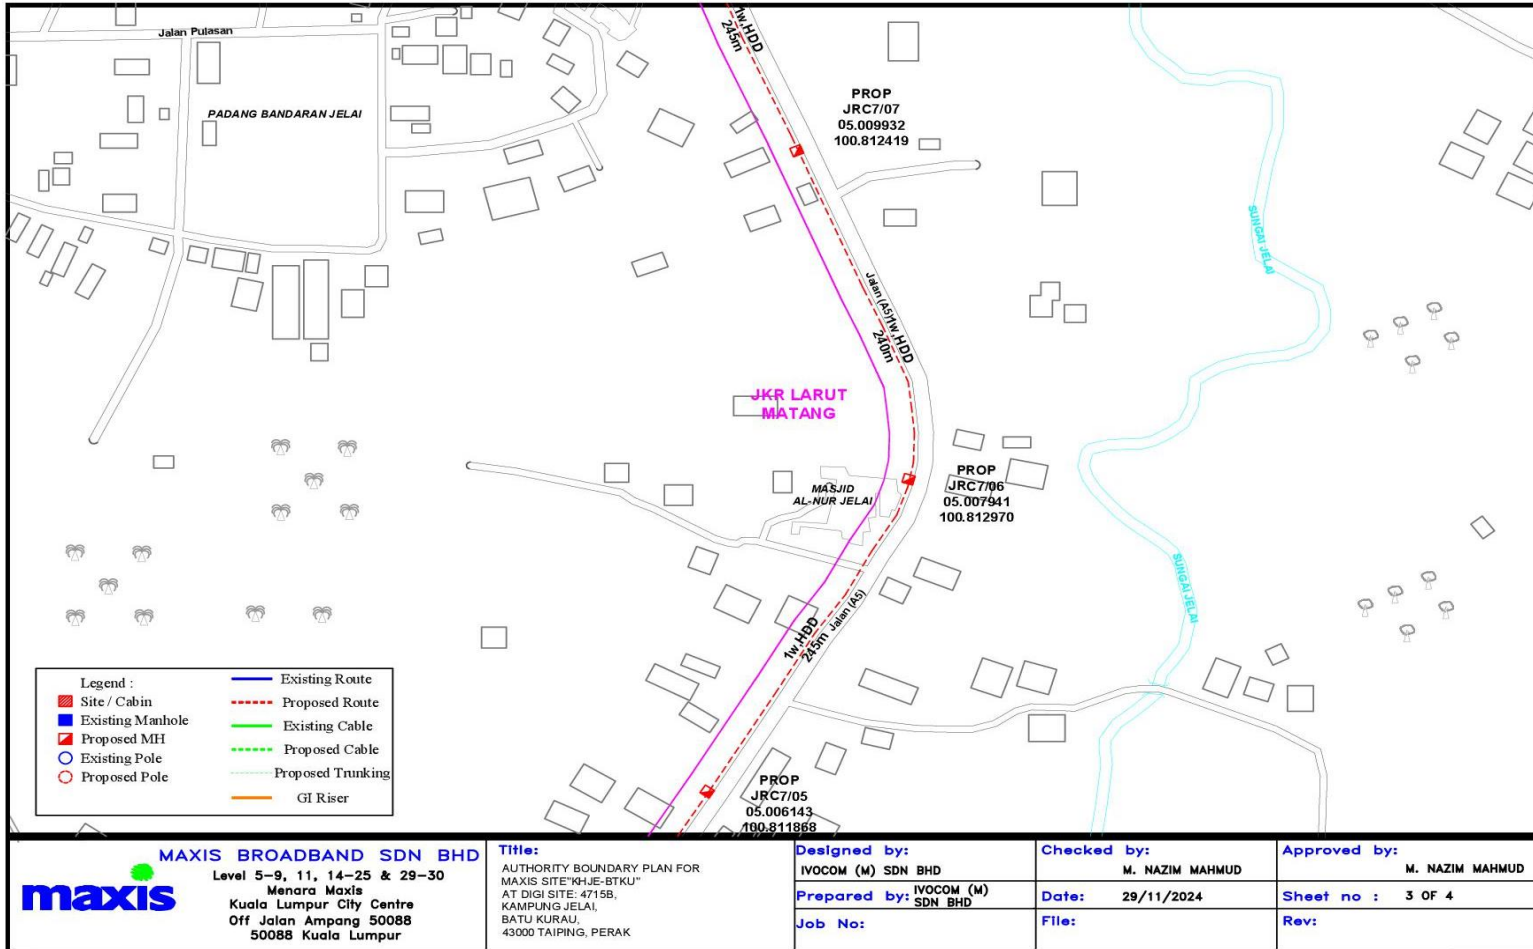 1w,HDD
245m
Jalan Pulasan
PADANG BANDARAN JELAI
PROP
JRC7/07
05.009932
100.812419
SUNGAI JELAI
Jalan (A5)
1w,HDD
240m
JKR LARUT
MATANG
MASJID
AL-NUR JELAI
PROP
JRC7/06
05.007941
100.812970
SUNGAI JELAI
1w,HDD
245m
Jalan (A5)
PROP
JRC7/05
05.006143
100.811868
Legend :
Site / Cabin
Existing Manhole
Proposed MH
Existing Pole
Proposed Pole
Existing Route
Proposed Route
Existing Cable
Proposed Cable
Proposed Trunking
GI Riser
maxis
MAXIS BROADBAND SDN BHD
Level 5-9, 11, 14-25 & 29-30
Menara Maxis
Kuala Lumpur City Centre
Off Jalan Ampang 50088
50088 Kuala Lumpur
Title:
AUTHORITY BOUNDARY PLAN FOR
MAXIS SITE"KHJE-BTKU"
AT DIGI SITE: 4715B,
KAMPUNG JELAI,
BATU KURAU,
43000 TAIPING, PERAK
Designed by:
IVOCOM (M) SDN BHD
Prepared by: IVOCOM (M)
SDN BHD
Job No:
Checked by:
M. NAZIM MAHMUD
Date: 29/11/2024
File:
Approved by:
M. NAZIM MAHMUD
Sheet no : 3 OF 4
Rev: